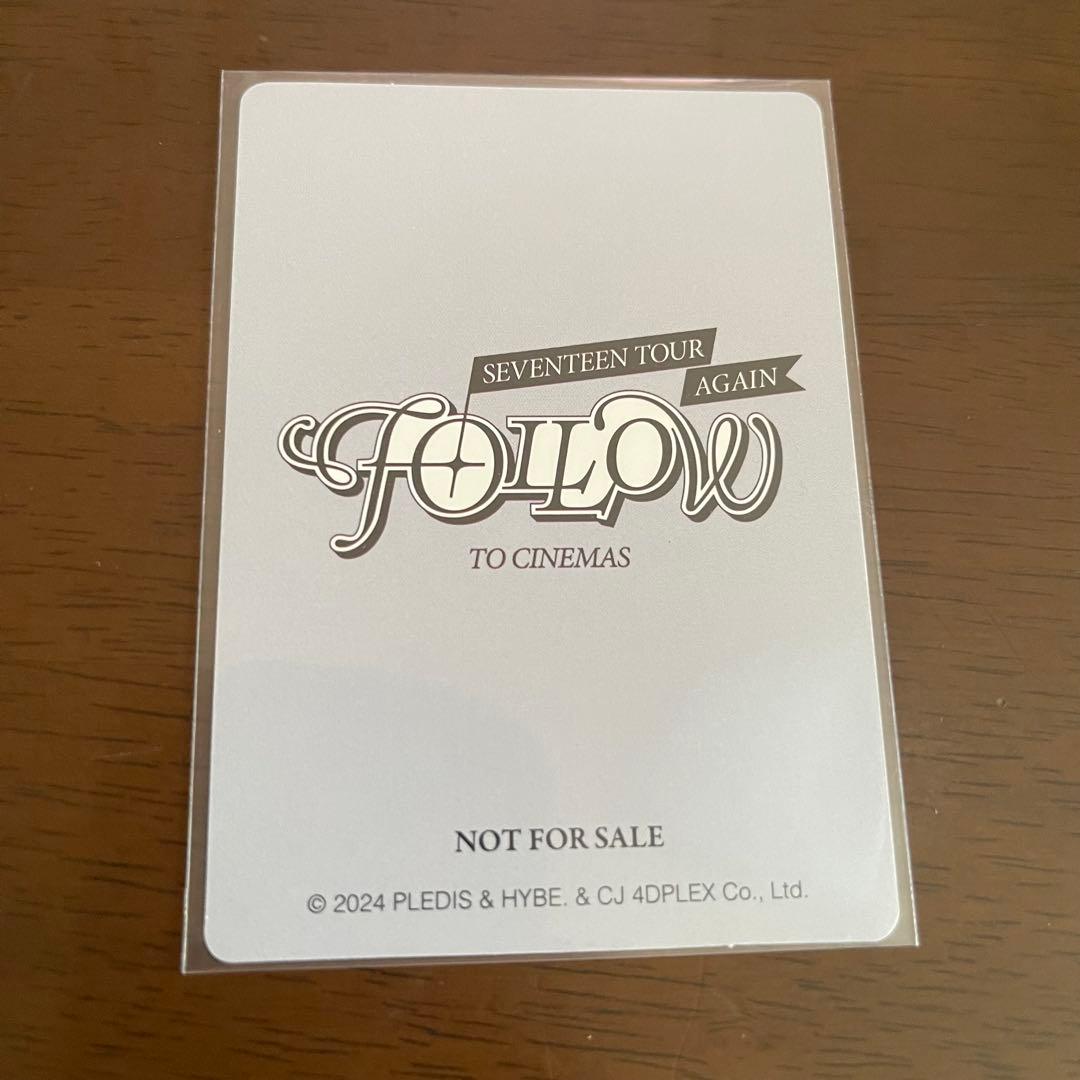 SEVENTEEN TOUR
AGAIN
FOLLOW
TO CINEMAS
NOT FOR SALE
© 2024 PLEDIS & HYBE. & CJ 4DPLEX Co., Ltd.